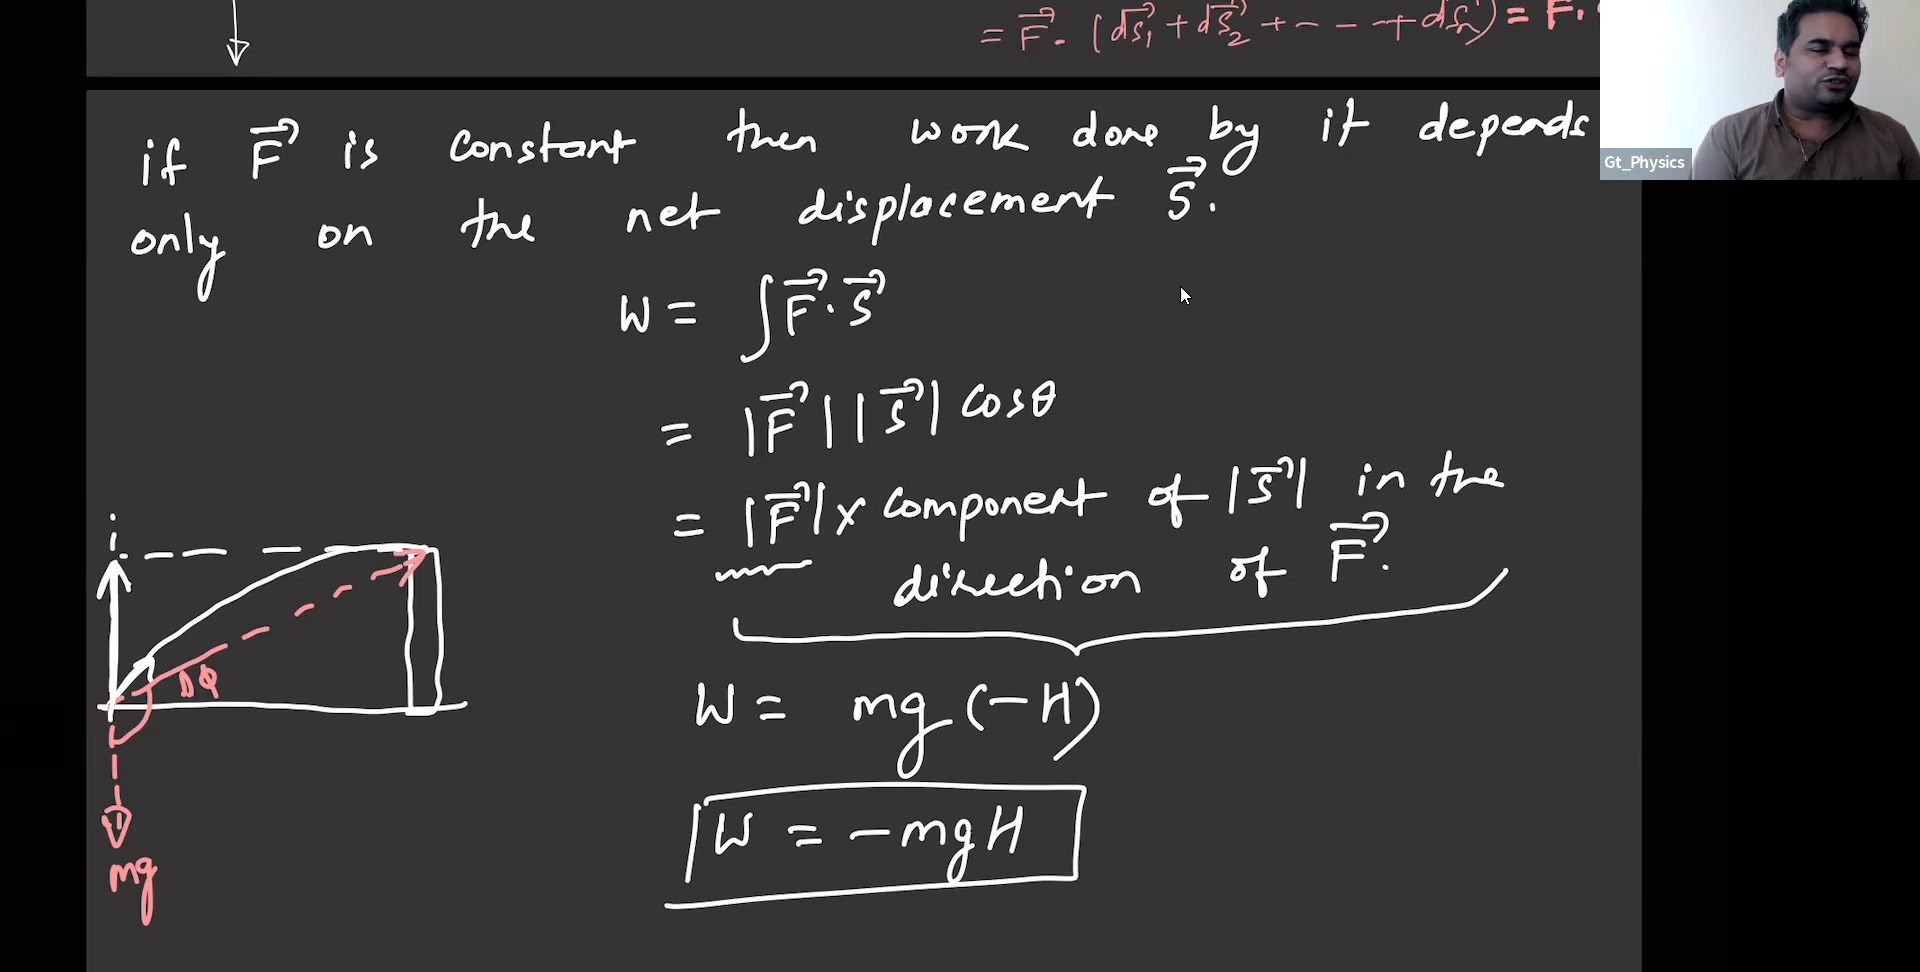 = F⃗. (ds⃗₁ + ds⃗₂ + - - - + ds⃗ₙ) = F.
if F⃗ is constant then work done by it depends
only on the net displacement S⃗.
W = ∫F⃗.S⃗
= |F⃗||S⃗| cosθ
= |F⃗| x component of |S⃗| in the
direction of F⃗.
W = mg (-H)
W = -mgH
mg
Gt_Physics